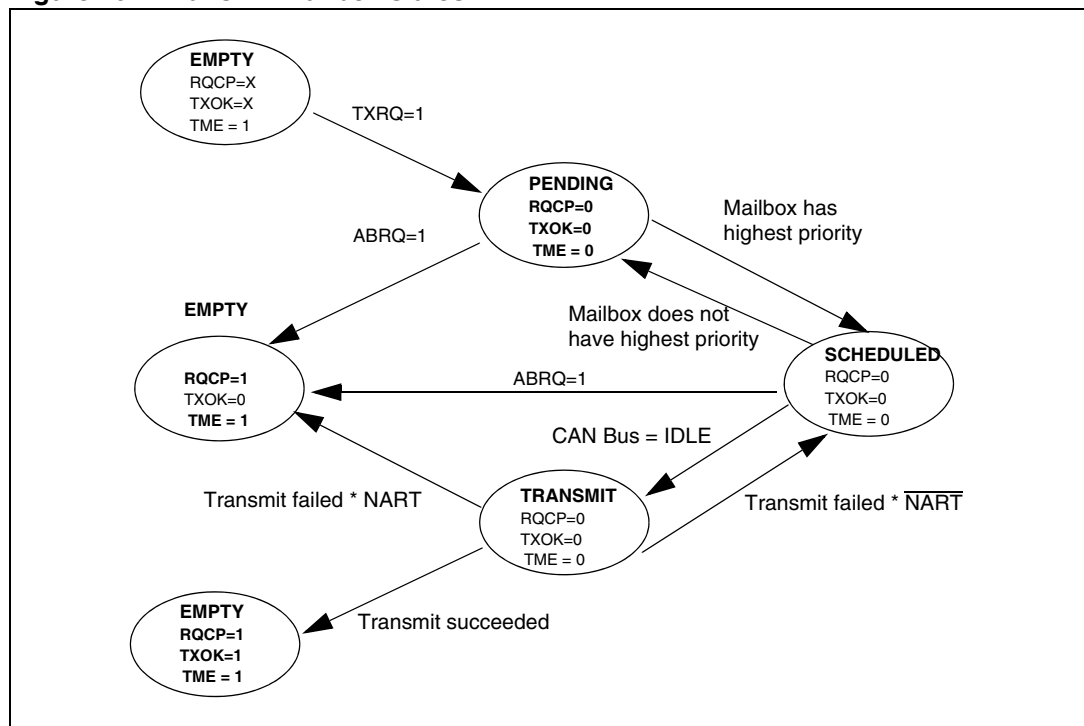 EMPTY
RQCP=X
TXOK=X
TME = 1
TXRQ=1
PENDING
RQCP=0
TXOK=0
TME = 0
Mailbox has
highest priority
ABRQ=1
EMPTY
RQCP=1
TXOK=0
TME = 1
Mailbox does not
have highest priority
SCHEDULED
RQCP=0
TXOK=0
TME = 0
ABRQ=1
CAN Bus = IDLE
Transmit failed * NART
TRANSMIT
RQCP=0
TXOK=0
TME = 0
Transmit failed * N̅A̅R̅T̅
EMPTY
RQCP=1
TXOK=1
TME = 1
Transmit succeeded